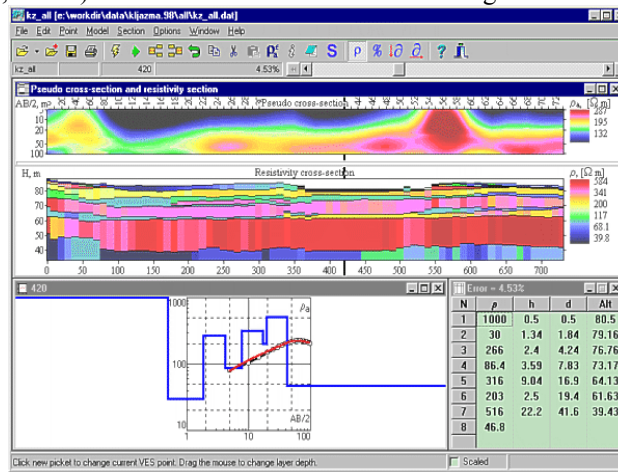 kz_all [e:\workdir\data\kljazma.98\all\kz_all.dat]
File Edit Point Model Section Options Window Help
kz_all 420 4.53%
Pseudo cross-section and resistivity section
AB/2, m Pseudo cross-section ρa, [Ω m]
20 50 100
287 195 132
H, m Resistivity cross-section ρ, [Ω m]
80 70 60 50 40
584 341 200 117 68.1 39.8
0 50 100 150 200 250 300 350 400 450 500 550 600 650 700
420
1000 ρa
100
AB/2
10
1 10 100
Error = 4.53%
N ρ h d Alt
1 1000 0.5 0.5 80.5
2 30 1.34 1.84 79.16
3 266 2.4 4.24 76.76
4 86.4 3.59 7.83 73.17
5 316 9.04 16.9 64.13
6 203 2.5 19.4 61.63
7 516 22.2 41.6 39.43
8 46.8
Click new picket to change current VES point. Drag the mouse to change layer depth. Scaled